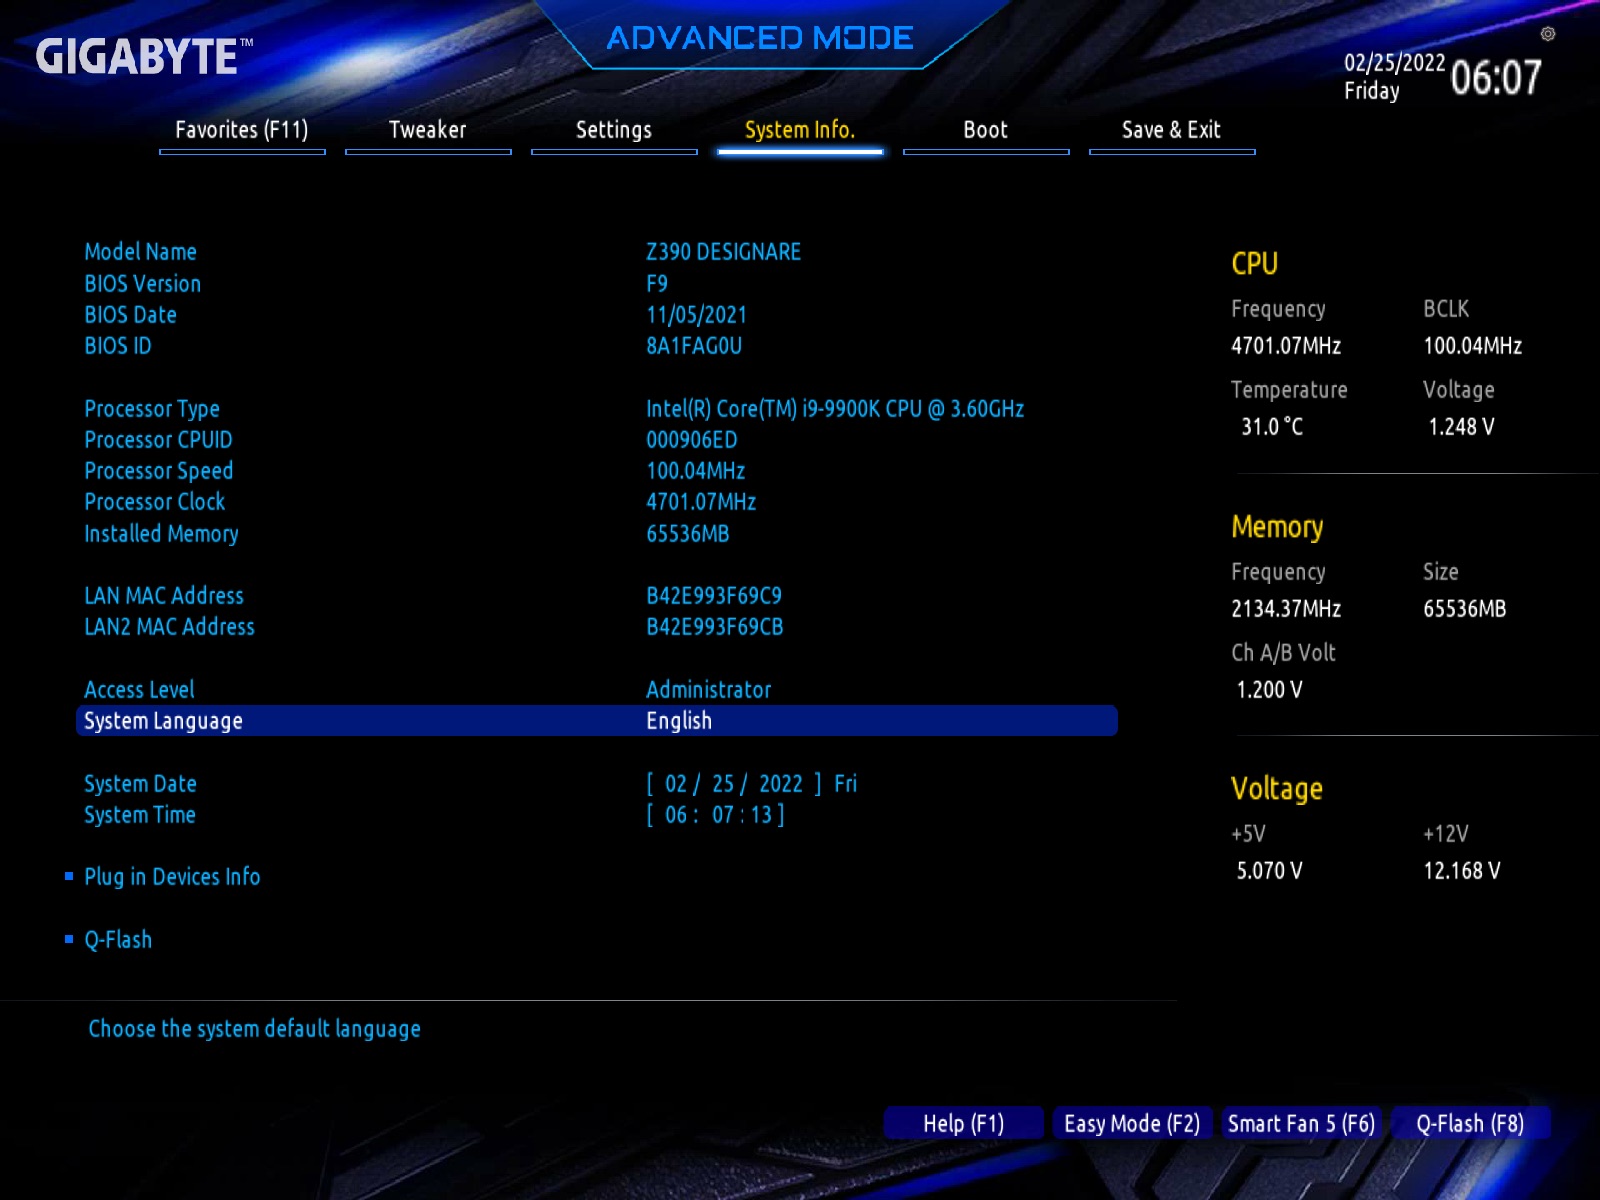 GIGABYTE™
ADVANCED MODE
02/25/2022
Friday
06:07
Favorites (F11) Tweaker Settings System Info. Boot Save & Exit
Model Name Z390 DESIGNARE
BIOS Version F9
BIOS Date 11/05/2021
BIOS ID 8A1FAG0U
Processor Type Intel(R) Core(TM) i9-9900K CPU @ 3.60GHz
Processor CPUID 000906ED
Processor Speed 100.04MHz
Processor Clock 4701.07MHz
Installed Memory 65536MB
LAN MAC Address B42E993F69C9
LAN2 MAC Address B42E993F69CB
Access Level Administrator
System Language English
System Date [ 02 / 25 / 2022 ] Fri
System Time [ 06 : 07 : 13 ]
Plug in Devices Info
Q-Flash
Choose the system default language
CPU
Frequency BCLK
4701.07MHz 100.04MHz
Temperature Voltage
31.0 °C 1.248 V
Memory
Frequency Size
2134.37MHz 65536MB
Ch A/B Volt
1.200 V
Voltage
+5V +12V
5.070 V 12.168 V
Help (F1) Easy Mode (F2) Smart Fan 5 (F6) Q-Flash (F8)